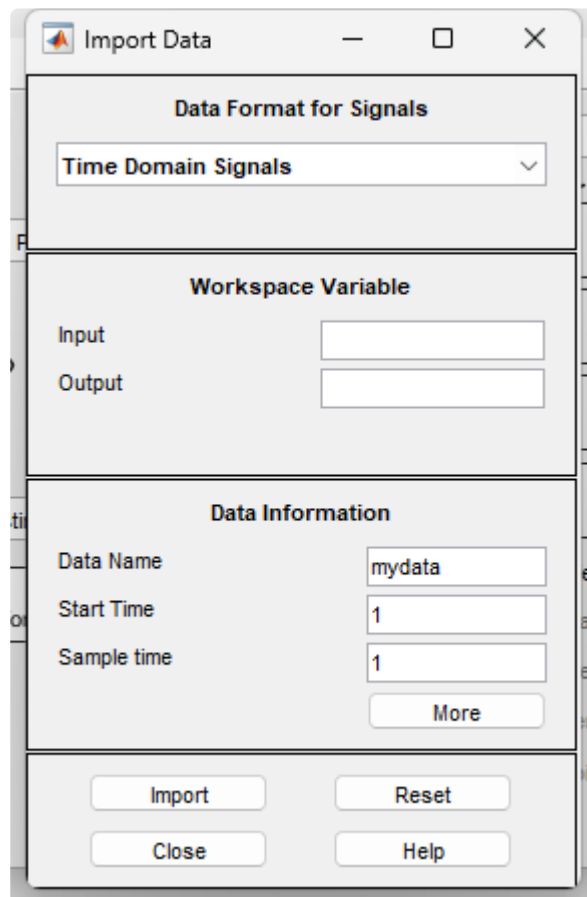 Import Data
Data Format for Signals
Time Domain Signals
Workspace Variable
Input
Output
Data Information
Data Name mydata
Start Time 1
Sample time 1
More
Import Reset
Close Help